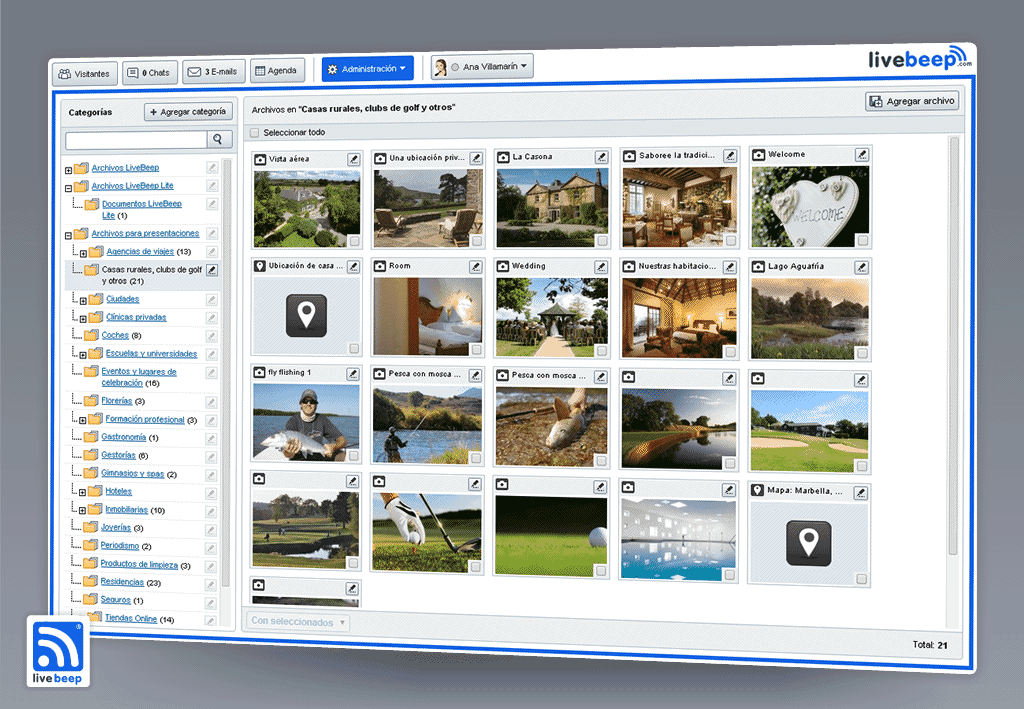 Visitantes
0 Chats
3 E-mails
Agenda
Administración
Ana Villamarín
livebeep.com
Categorías
+ Agregar categoría
Archivos en "Casas rurales, clubs de golf y otros"
Agregar archivo
Seleccionar todo
Archivos LiveBeep
Archivos LiveBeep Lite
Documentos LiveBeep
Lite (1)
Archivos para presentaciones
Agencias de viajes (13)
Casas rurales, clubs de golf
y otros (21)
Ciudades
Clínicas privadas
Coches (8)
Escuelas y universidades
Eventos y lugares de
celebración (16)
Florerías (3)
Formación profesional (3)
Gastronomía (1)
Gestorías (6)
Gimnasios y spas (2)
Hoteles
Inmobiliarias (10)
Joyerías (3)
Periodismo (2)
Productos de limpieza (3)
Residencias (23)
Seguros (1)
Tiendas Online (14)
Vista aérea
Una ubicación priv...
La Casona
Saboree la tradici...
Welcome
WELCOME
Ubicación de casa ...
Room
Wedding
Nuestras habitacio...
Lago Aguafría
fly fishing 1
Pesca con mosca ...
Pesca con mosca ...
Mapa: Marbella, ...
Con seleccionados
Total: 21
live beep